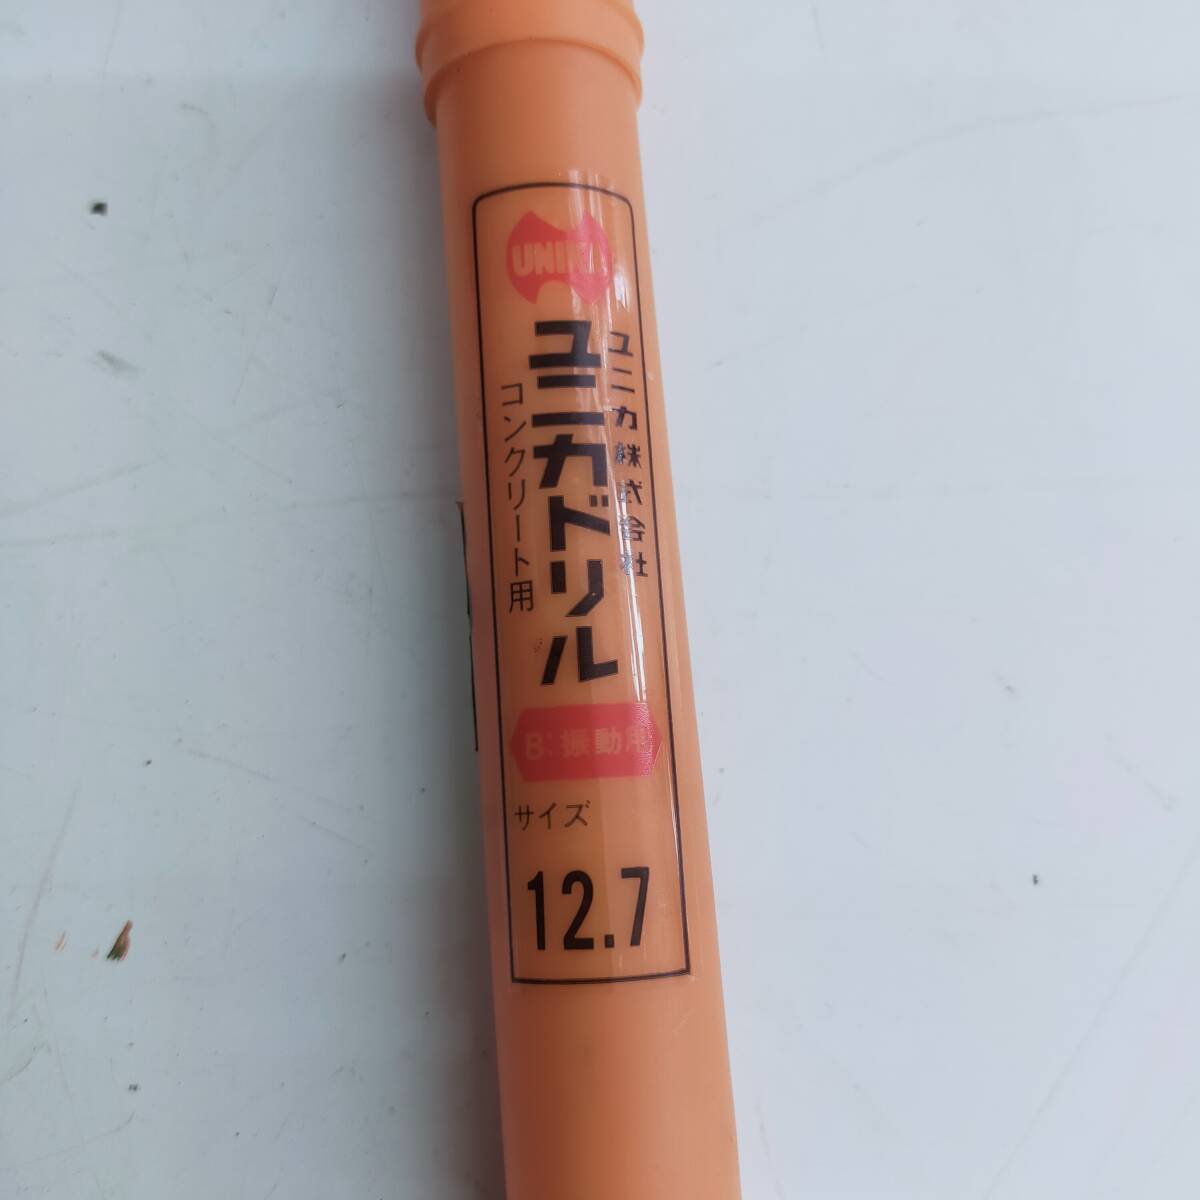 UNIKA
ユニカ株式会社
ユニカドリル
コンクリート用
B:振動用
サイズ
12.7